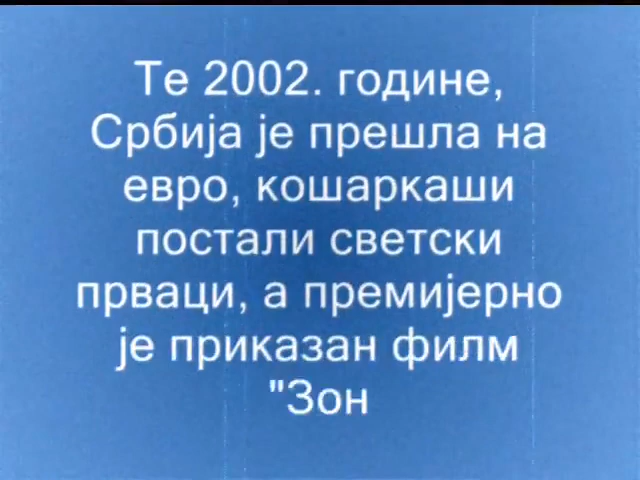 Те 2002. године,
Србија је прешла на
евро, кошаркаши
постали светски
прваци, а премијерно
је приказан филм
"Зон